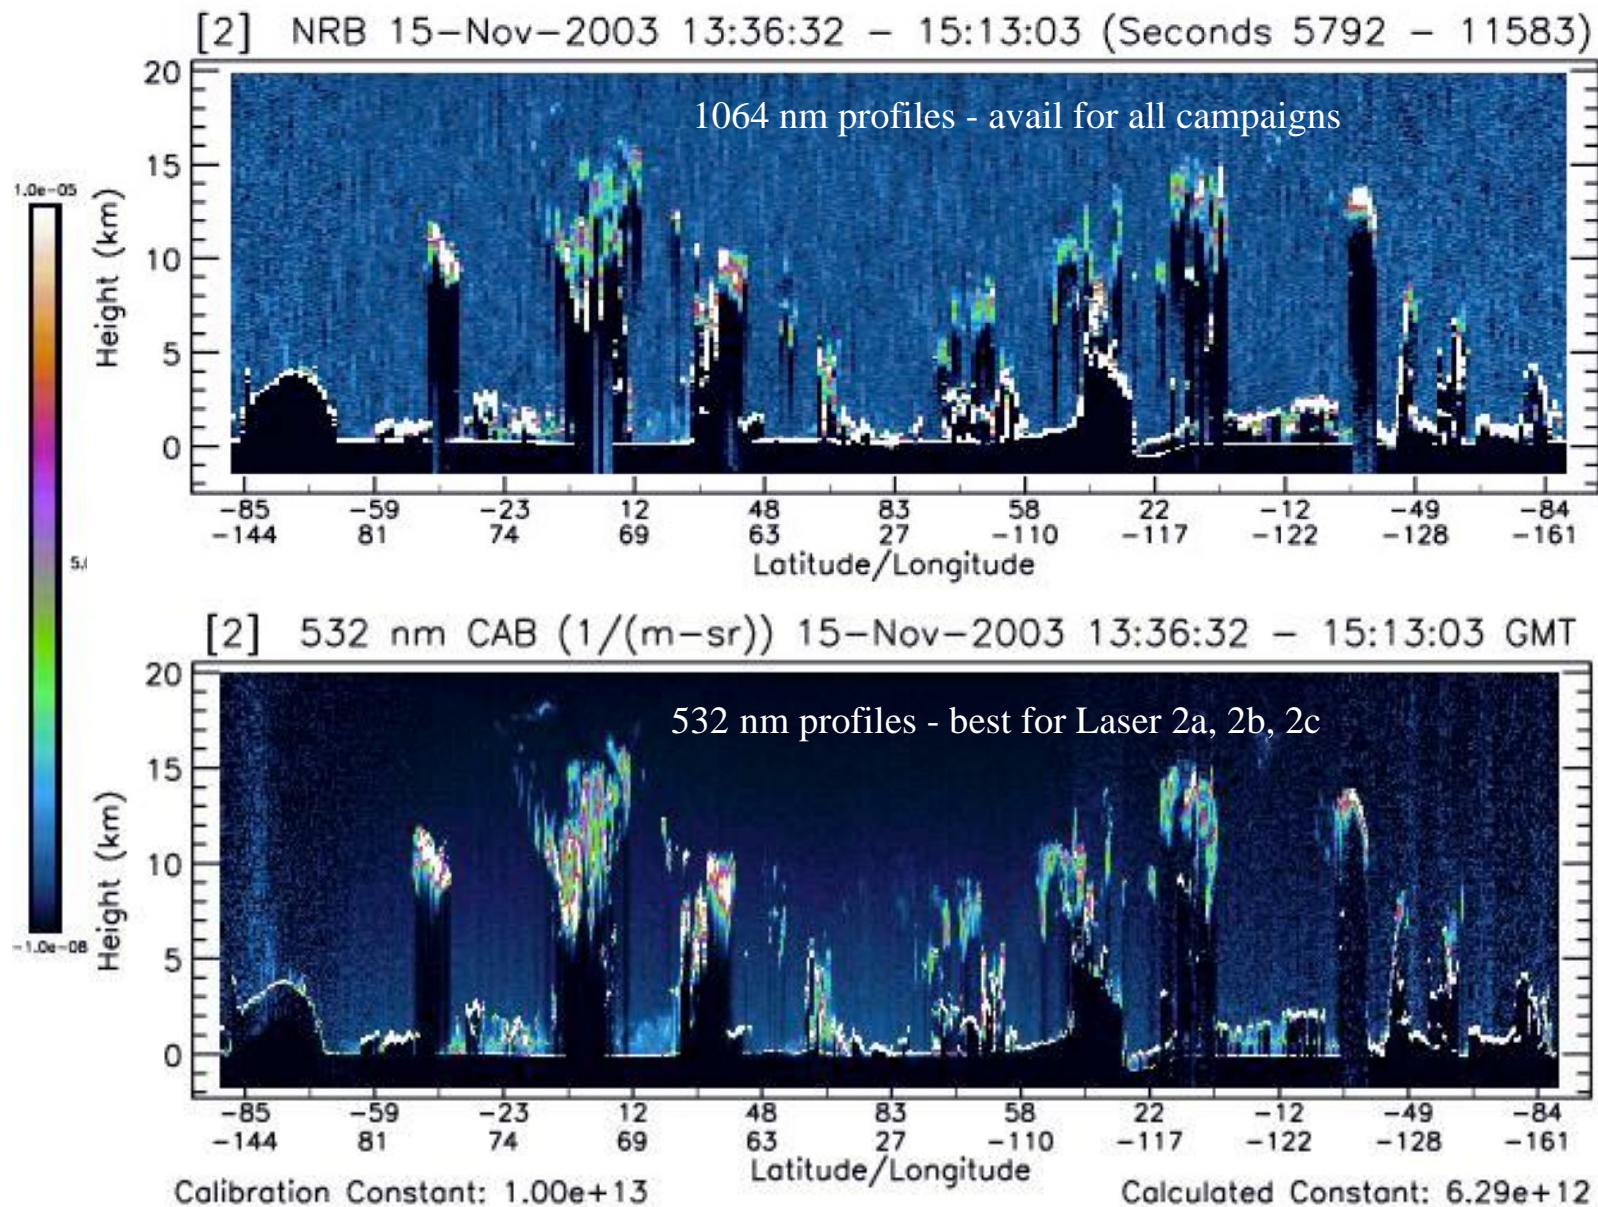 [2] NRB 15-Nov-2003 13:36:32 - 15:13:03 (Seconds 5792 - 11583)
1064 nm profiles - avail for all campaigns
20
15
10
5
0
Height (km)
1.0e-05
5.
-1.0e-08
-85 -59 -23 12 48 83 58 22 -12 -49 -84
-144 81 74 69 63 27 -110 -117 -122 -128 -161
Latitude/Longitude
[2] 532 nm CAB (1/(m-sr)) 15-Nov-2003 13:36:32 - 15:13:03 GMT
532 nm profiles - best for Laser 2a, 2b, 2c
20
15
10
5
0
Height (km)
-85 -59 -23 12 48 83 58 22 -12 -49 -84
-144 81 74 69 63 27 -110 -117 -122 -128 -161
Latitude/Longitude
Calibration Constant: 1.00e+13
Calculated Constant: 6.29e+12